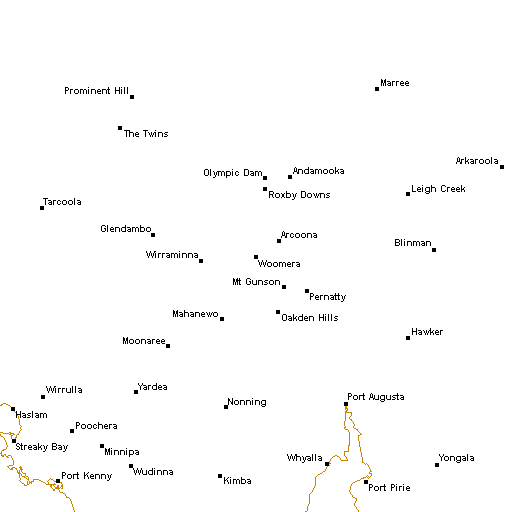 Marree
Prominent Hill
The Twins
Arkaroola
Olympic Dam
Andamooka
Leigh Creek
Roxby Downs
Tarcoola
Glendambo
Arcoona
Blinman
Wirraminna
Woomera
Mt Gunson
Pernatty
Mahanewo
Oakden Hills
Hawker
Moonaree
Yardea
Wirrulla
Port Augusta
Nonning
Haslam
Poochera
Streaky Bay
Minnipa
Whyalla
Yongala
Wudinna
Port Kenny
Kimba
Port Pirie